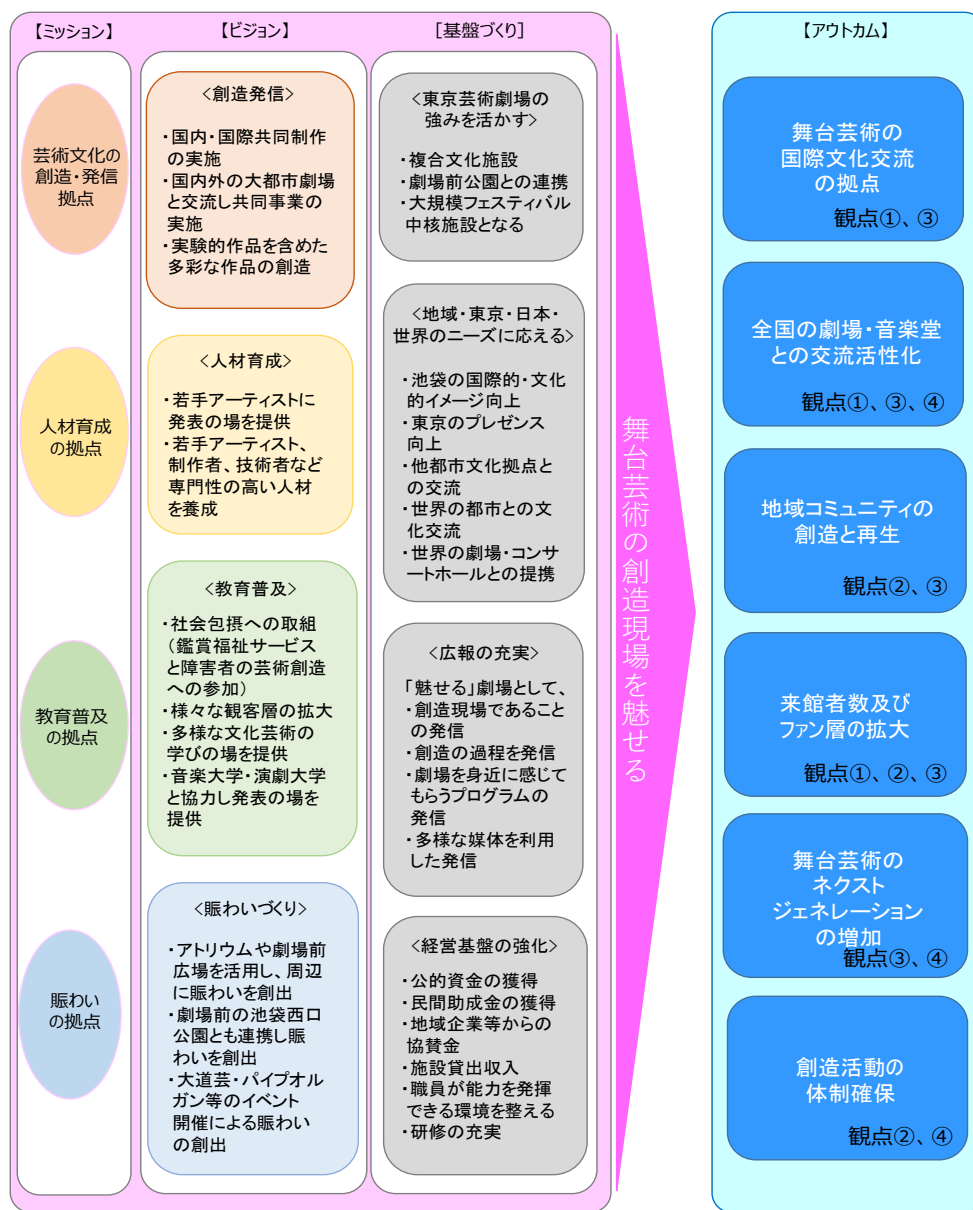 【ミッション】
芸術文化の
創造・発信
拠点
人材育成
の拠点
教育普及
の拠点
賑わい
の拠点
【ビジョン】
<創造発信>
・国内・国際共同制作
の実施
・国内外の大都市劇場
と交流し共同事業の
実施
・実験的作品を含めた
多彩な作品の創造
<人材育成>
・若手アーティストに
発表の場を提供
・若手アーティスト、
制作者、技術者など
専門性の高い人材
を養成
<教育普及>
・社会包摂への取組
(鑑賞福祉サービス
と障害者の芸術創造
への参加)
・様々な観客層の拡大
・多様な文化芸術の
学びの場を提供
・音楽大学・演劇大学
と協力し発表の場を
提供
<賑わいづくり>
・アトリウムや劇場前
広場を活用し、周辺
に賑わいを創出
・劇場前の池袋西口
公園とも連携し賑
わいを創出
・大道芸・パイプオル
ガン等のイベント
開催による賑わい
の創出
[基盤づくり]
<東京芸術劇場の
強みを活かす>
・複合文化施設
・劇場前公園との連携
・大規模フェスティバル
中核施設となる
<地域・東京・日本・
世界のニーズに応える>
・池袋の国際的・文化
的イメージ向上
・東京のプレゼンス
向上
・他都市文化拠点と
の交流
・世界の都市との文
化交流
・世界の劇場・コンサ
ートホールとの提携
<広報の充実>
「魅せる」劇場として、
・創造現場であること
の発信
・創造の過程を発信
・劇場を身近に感じて
もらうプログラムの
発信
・多様な媒体を利用
した発信
<経営基盤の強化>
・公的資金の獲得
・民間助成金の獲得
・地域企業等からの
協賛金
・施設貸出収入
・職員が能力を発揮
できる環境を整える
・研修の充実
舞台芸術の創造現場を魅せる
【アウトカム】
舞台芸術の
国際文化交流
の拠点
観点①、③
全国の劇場・音楽堂
との交流活性化
観点①、③、④
地域コミュニティの
創造と再生
観点②、③
来館者数及び
ファン層の拡大
観点①、②、③
舞台芸術の
ネクスト
ジェネレーション
の増加
観点③、④
創造活動の
体制確保
観点②、④